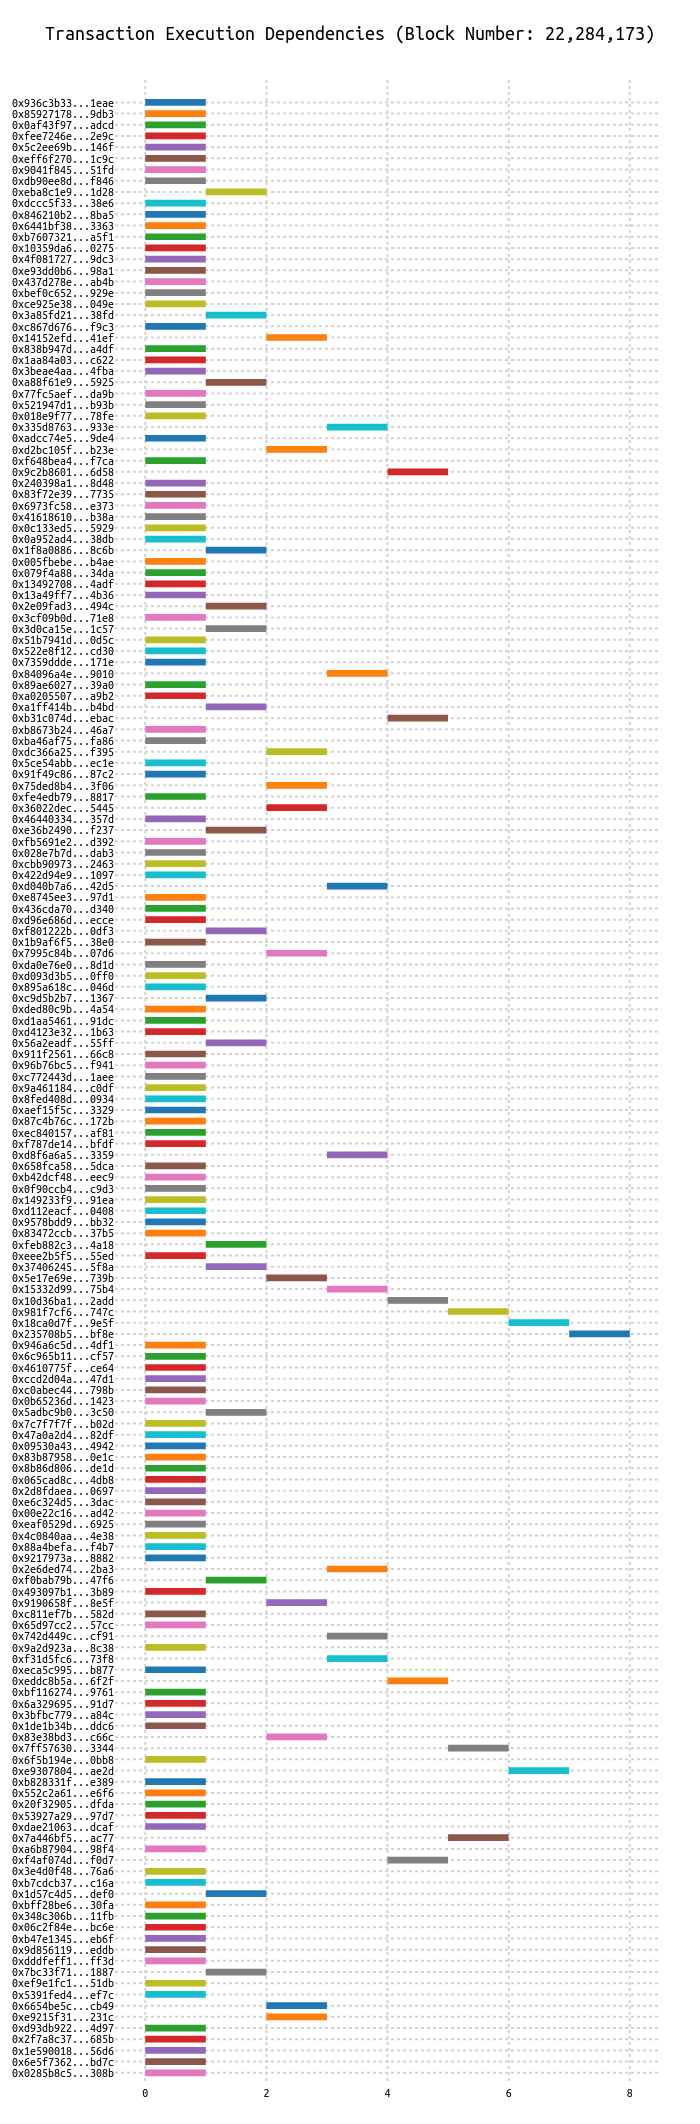 Transaction Execution Dependencies (Block Number: 22,284,173)
0x936c3b33...1eae
0x85927178...9db3
0x0af43f97...adcd
0xfee7246e...2e9c
0x5c2ee69b...146f
0xeff6f270...1c9c
0x9041f845...51fd
0xdb90ee8d...f846
0xeba8c1e9...1d28
0xdccc5f33...38e6
0x846210b2...8ba5
0x6441bf38...3363
0xb7607321...a5f1
0x10359da6...0275
0x4f081727...9dc3
0xe93dd0b6...98a1
0x437d278e...ab4b
0xbef0c652...929e
0xce925e38...049e
0x3a85fd21...38fd
0xc867d676...f9c3
0x14152efd...41ef
0x838b947d...a4df
0x1aa84a03...c622
0x3beae4aa...4fba
0xa88f61e9...5925
0x77fc5aef...da9b
0x521947d1...b93b
0x018e9f77...78fe
0x335d8763...933e
0xadcc74e5...9de4
0xd2bc105f...b23e
0xf648bea4...f7ca
0x9c2b8601...6d58
0x240398a1...8d48
0x83f72e39...7735
0x6973fc58...e373
0x41618610...b38a
0x0c133ed5...5929
0x0a952ad4...38db
0x1f8a0886...8c6b
0x005fbebe...b4ae
0x079f4a88...34da
0x13492708...4adf
0x13a49ff7...4b36
0x2e09fad3...494c
0x3cf09b0d...71e8
0x3d0ca15e...1c57
0x51b7941d...0d5c
0x522e8f12...cd30
0x7359ddde...171e
0x84096a4e...9010
0x89ae6027...39a0
0xa0205507...a9b2
0xa1ff414b...b4bd
0xb31c074d...ebac
0xb8673b24...46a7
0xba46af75...fa86
0xdc366a25...f395
0x5ce54abb...ec1e
0x91f49c86...87c2
0x75ded8b4...3f06
0xfe4edb79...8817
0x36022dec...5445
0x46440334...357d
0xe36b2490...f237
0xfb5691e2...d392
0x028e7b7d...dab3
0xcbb90973...2463
0x422d94e9...1097
0xd040b7a6...42d5
0xe8745ee3...97d1
0x436cda70...d340
0xd96e686d...ecce
0xf801222b...0df3
0x1b9af6f5...38e0
0x7995c84b...07d6
0xda0e76e0...8d1d
0xd093d3b5...0ff0
0x895a618c...046d
0xc9d5b2b7...1367
0xded80c9b...4a54
0xd1aa5461...91dc
0xd4123e32...1b63
0x56a2eadf...55ff
0x911f2561...66c8
0x96b76bc5...f941
0xc772443d...1aee
0x9a461184...c0df
0x8fed408d...0934
0xaef15f5c...3329
0x87c4b76c...172b
0xec840157...af81
0xf787de14...bfdf
0xd8f6a6a5...3359
0x658fca58...5dca
0xb42dcf48...eec9
0x0f90ccb4...c9d3
0x149233f9...91ea
0xd112eacf...0408
0x9578bdd9...bb32
0x83472ccb...37b5
0xfeb882c3...4a18
0xeee2b5f5...55ed
0x37406245...5f8a
0x5e17e69e...739b
0x15332d99...75b4
0x10d36ba1...2add
0x981f7cf6...747c
0x18ca0d7f...9e5f
0x235708b5...bf8e
0x946a6c5d...4df1
0x6c965b11...cf57
0x4610775f...ce64
0xccd2d04a...47d1
0xc0abec44...798b
0x0b65236d...1423
0x5adbc9b0...3c50
0x7c7f7f7f...b02d
0x47a0a2d4...82df
0x09530a43...4942
0x83b87958...0e1c
0x8b86d806...de1d
0x065cad8c...4db8
0x2d8fdaea...0697
0xe6c324d5...3dac
0x00e22c16...ad42
0xeaf0529d...6925
0x4c0840aa...4e38
0x88a4befa...f4b7
0x9217973a...8882
0x2e6ded74...2ba3
0xf0bab79b...47f6
0x493097b1...3b89
0x9190658f...8e5f
0xc811ef7b...582d
0x65d97cc2...57cc
0x742d449c...cf91
0x9a2d923a...8c38
0xf31d5fc6...73f8
0xeca5c995...b877
0xeddc8b5a...6f2f
0xbf116274...9761
0x6a329695...91d7
0x3bfbc779...a84c
0x1de1b34b...ddc6
0x83e38bd3...c66c
0x7ff57630...3344
0x6f5b194e...0bb8
0xe9307804...ae2d
0xb828331f...e389
0x552c2a61...e6f6
0x20f32905...dfda
0x53927a29...97d7
0xdae21063...dcaf
0x7a446bf5...ac77
0xa6b87904...98f4
0xf4af074d...f0d7
0x3e4d0f48...76a6
0xb7cdcb37...c16a
0x1d57c4d5...def0
0xbff28be6...30fa
0x348c306b...11fb
0x06c2f84e...bc6e
0xb47e1345...eb6f
0x9d856119...eddb
0xdddfeff1...ff3d
0x7bc33f71...1887
0xef9e1fc1...51db
0x5391fed4...ef7c
0x6654be5c...cb49
0xe9215f31...231c
0xd93db922...4d97
0x2f7a8c37...685b
0x1e590018...56d6
0x6e5f7362...bd7c
0x0285b8c5...308b
0 2 4 6 8